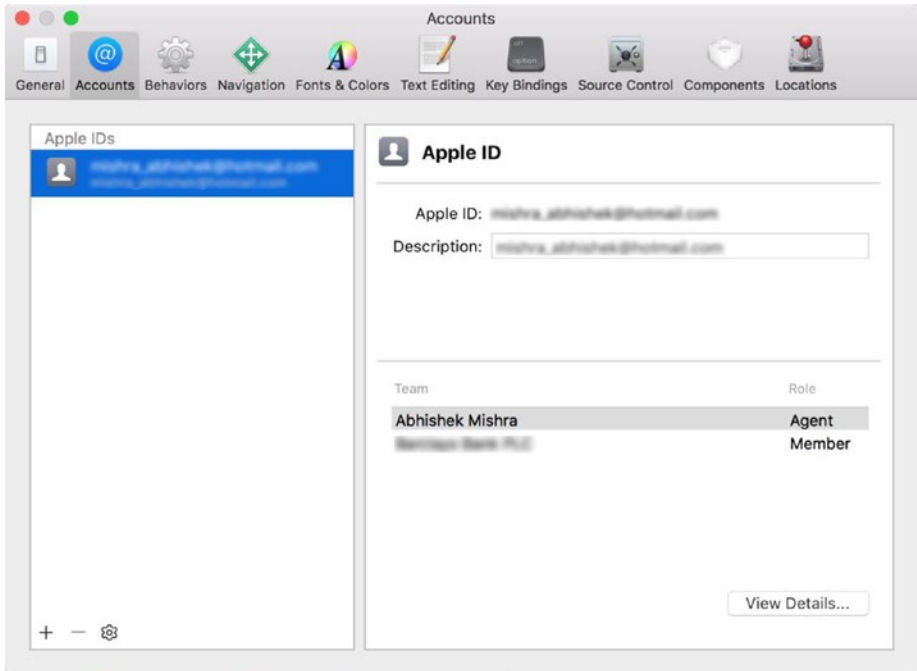 Accounts
General Accounts Behaviors Navigation Fonts & Colors Text Editing Key Bindings Source Control Components Locations
Apple IDs
Apple ID
Apple ID:
Description:
Team Role
Abhishek Mishra Agent
Member
View Details...